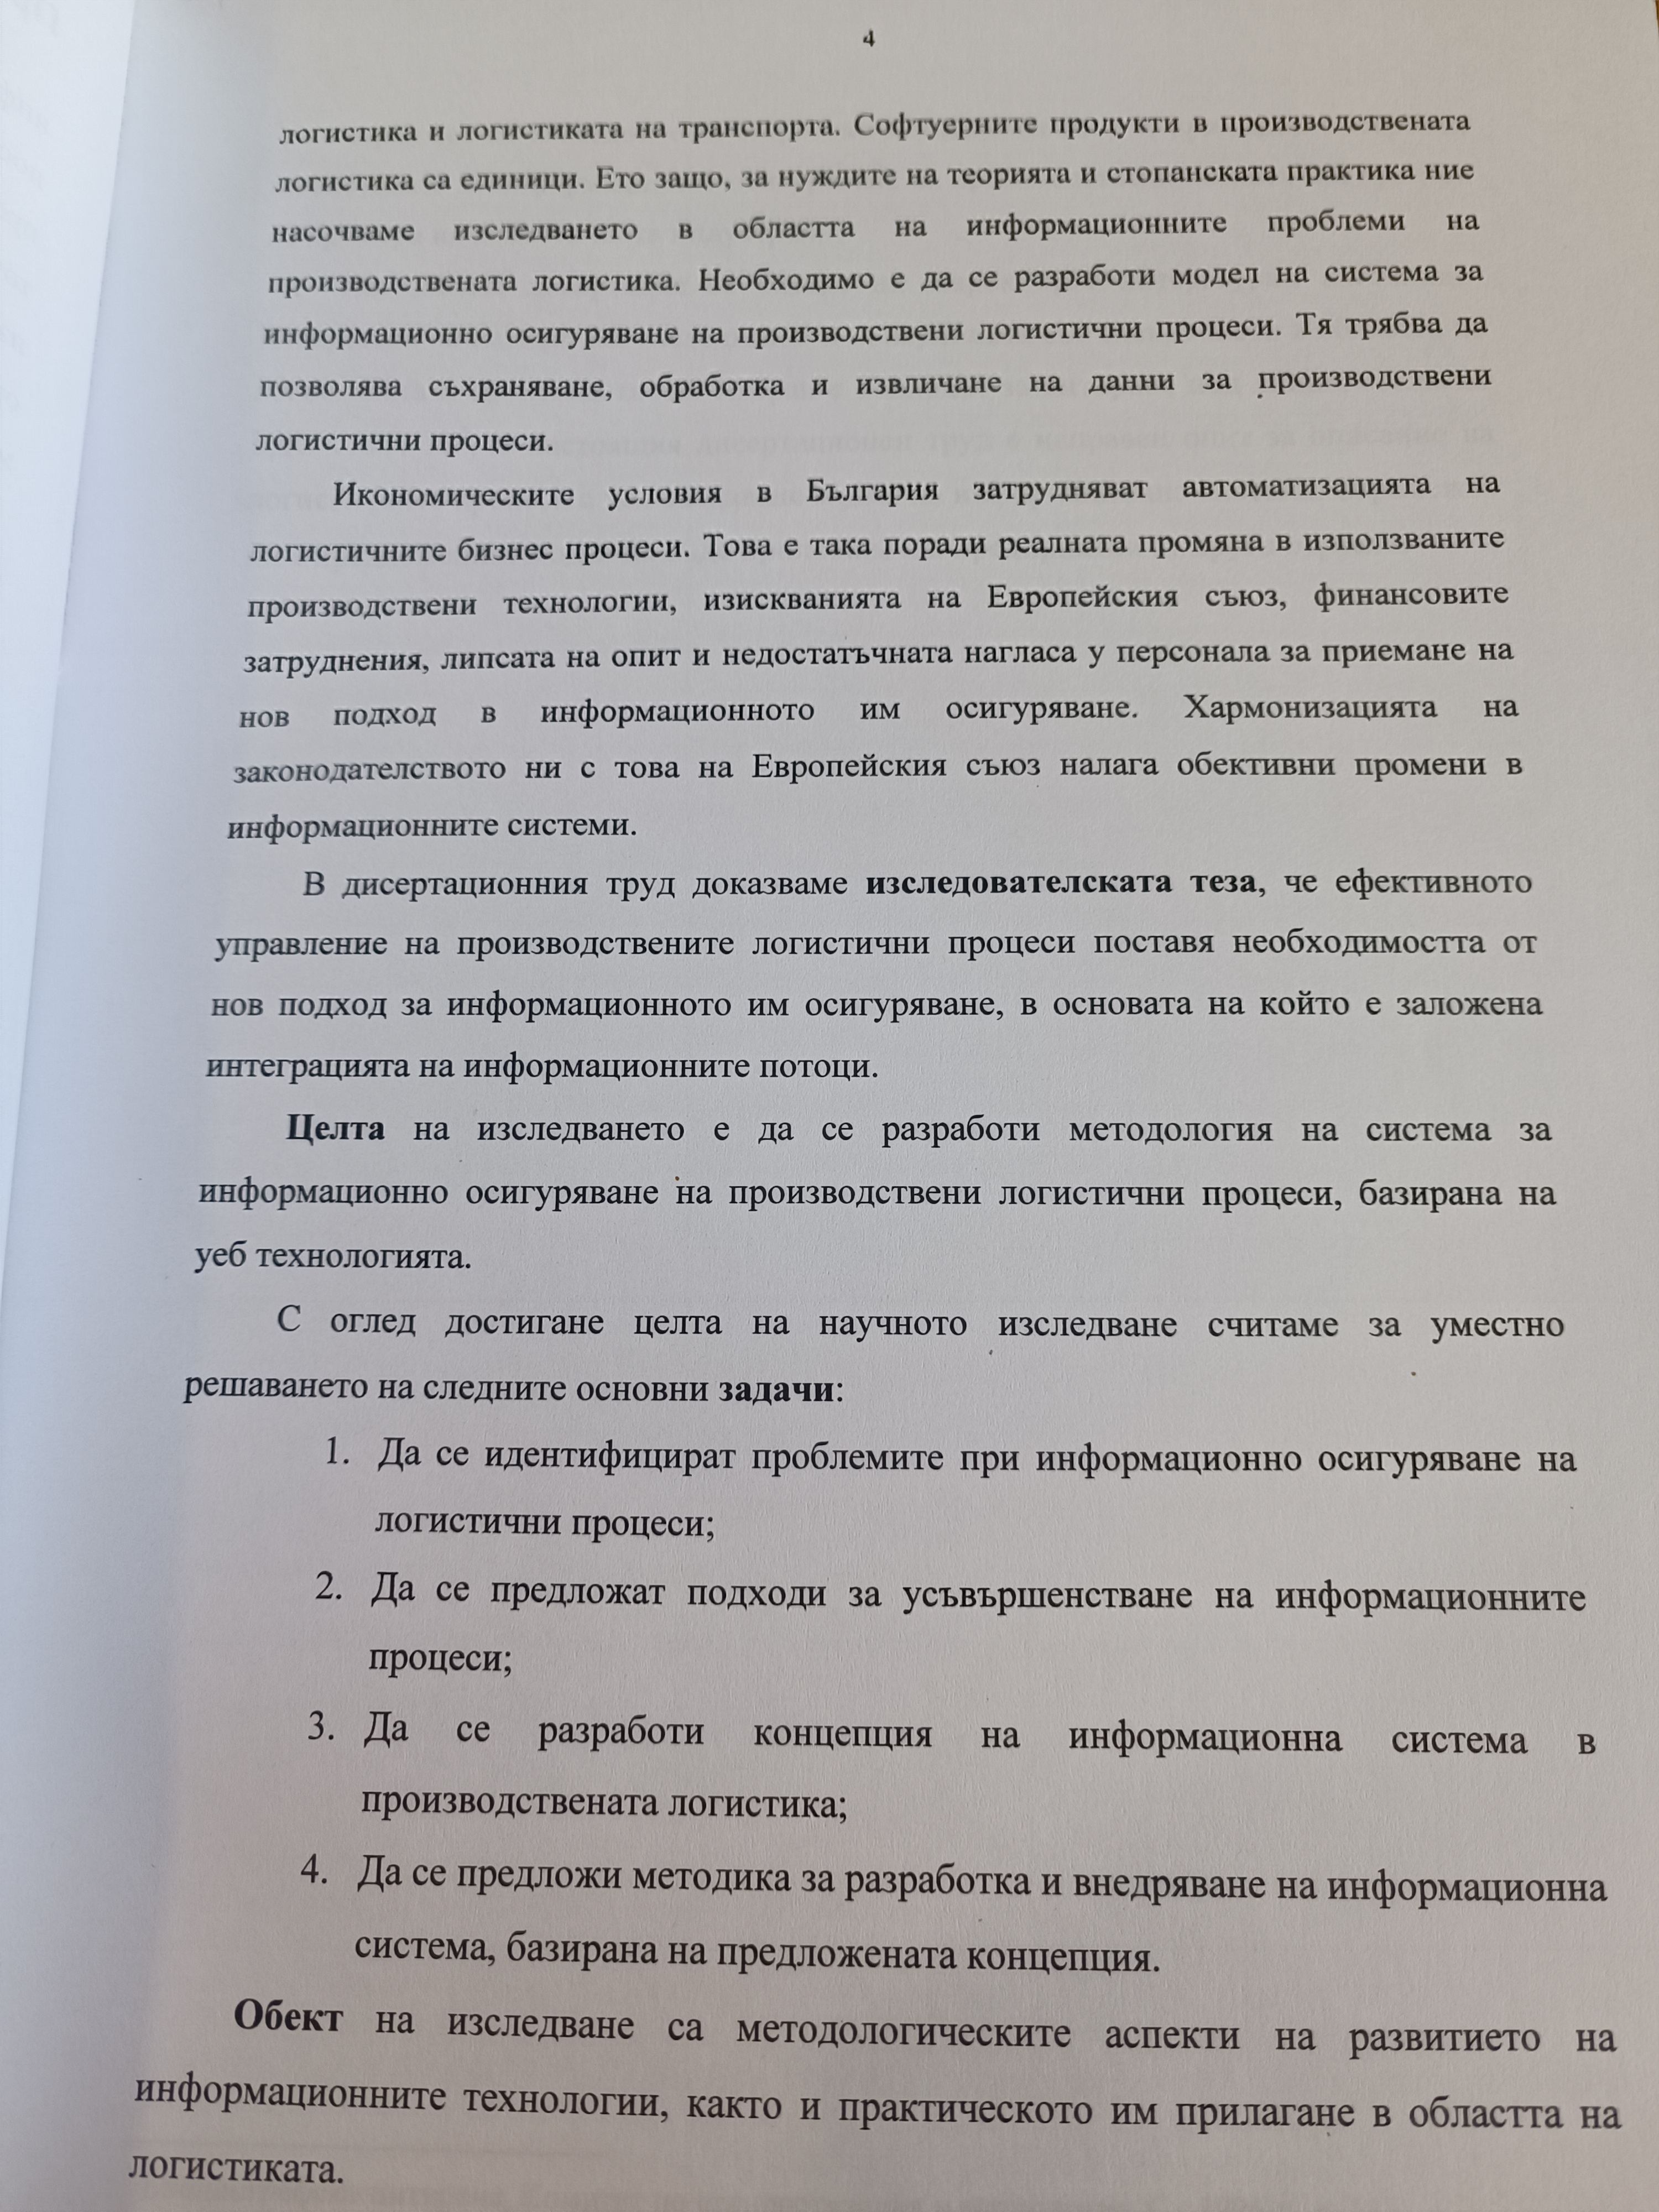 4
логистика и логистиката на транспорта. Софтуерните продукти в производствената
логистика са единици. Ето защо, за нуждите на теорията и стопанската практика ние
насочваме изследването в областта на информационните проблеми на
производствената логистика. Необходимо е да се разработи модел на система за
информационно осигуряване на производствени логистични процеси. Тя трябва да
позволява съхраняване, обработка и извличане на данни за производствени
логистични процеси.
Икономическите условия в България затрудняват автоматизацията на
логистичните бизнес процеси. Това е така поради реалната промяна в използваните
производствени технологии, изискванията на Европейския съюз, финансовите
затруднения, липсата на опит и недостатъчната нагласа у персонала за приемане на
нов подход в информационното им осигуряване. Хармонизацията на
законодателството ни с това на Европейския съюз налага обективни промени в
информационните системи.
В дисертационния труд доказваме изследователската теза, че ефективното
управление на производствените логистични процеси поставя необходимостта от
нов подход за информационното им осигуряване, в основата на който е заложена
интеграцията на информационните потоци.
Целта на изследването е да се разработи методология на система за
информационно осигуряване на производствени логистични процеси, базирана на
уеб технологията.
С оглед достигане целта на научното изследване считаме за уместно
решаването на следните основни задачи:
1. Да се идентифицират проблемите при информационно осигуряване на
логистични процеси;
2. Да се предложат подходи за усъвършенстване на информационните
процеси;
3. Да се разработи концепция на информационна система в
производствената логистика;
4. Да се предложи методика за разработка и внедряване на информационна
система, базирана на предложената концепция.
Обект на изследване са методологическите аспекти на развитието на
информационните технологии, както и практическото им прилагане в областта на
логистиката.